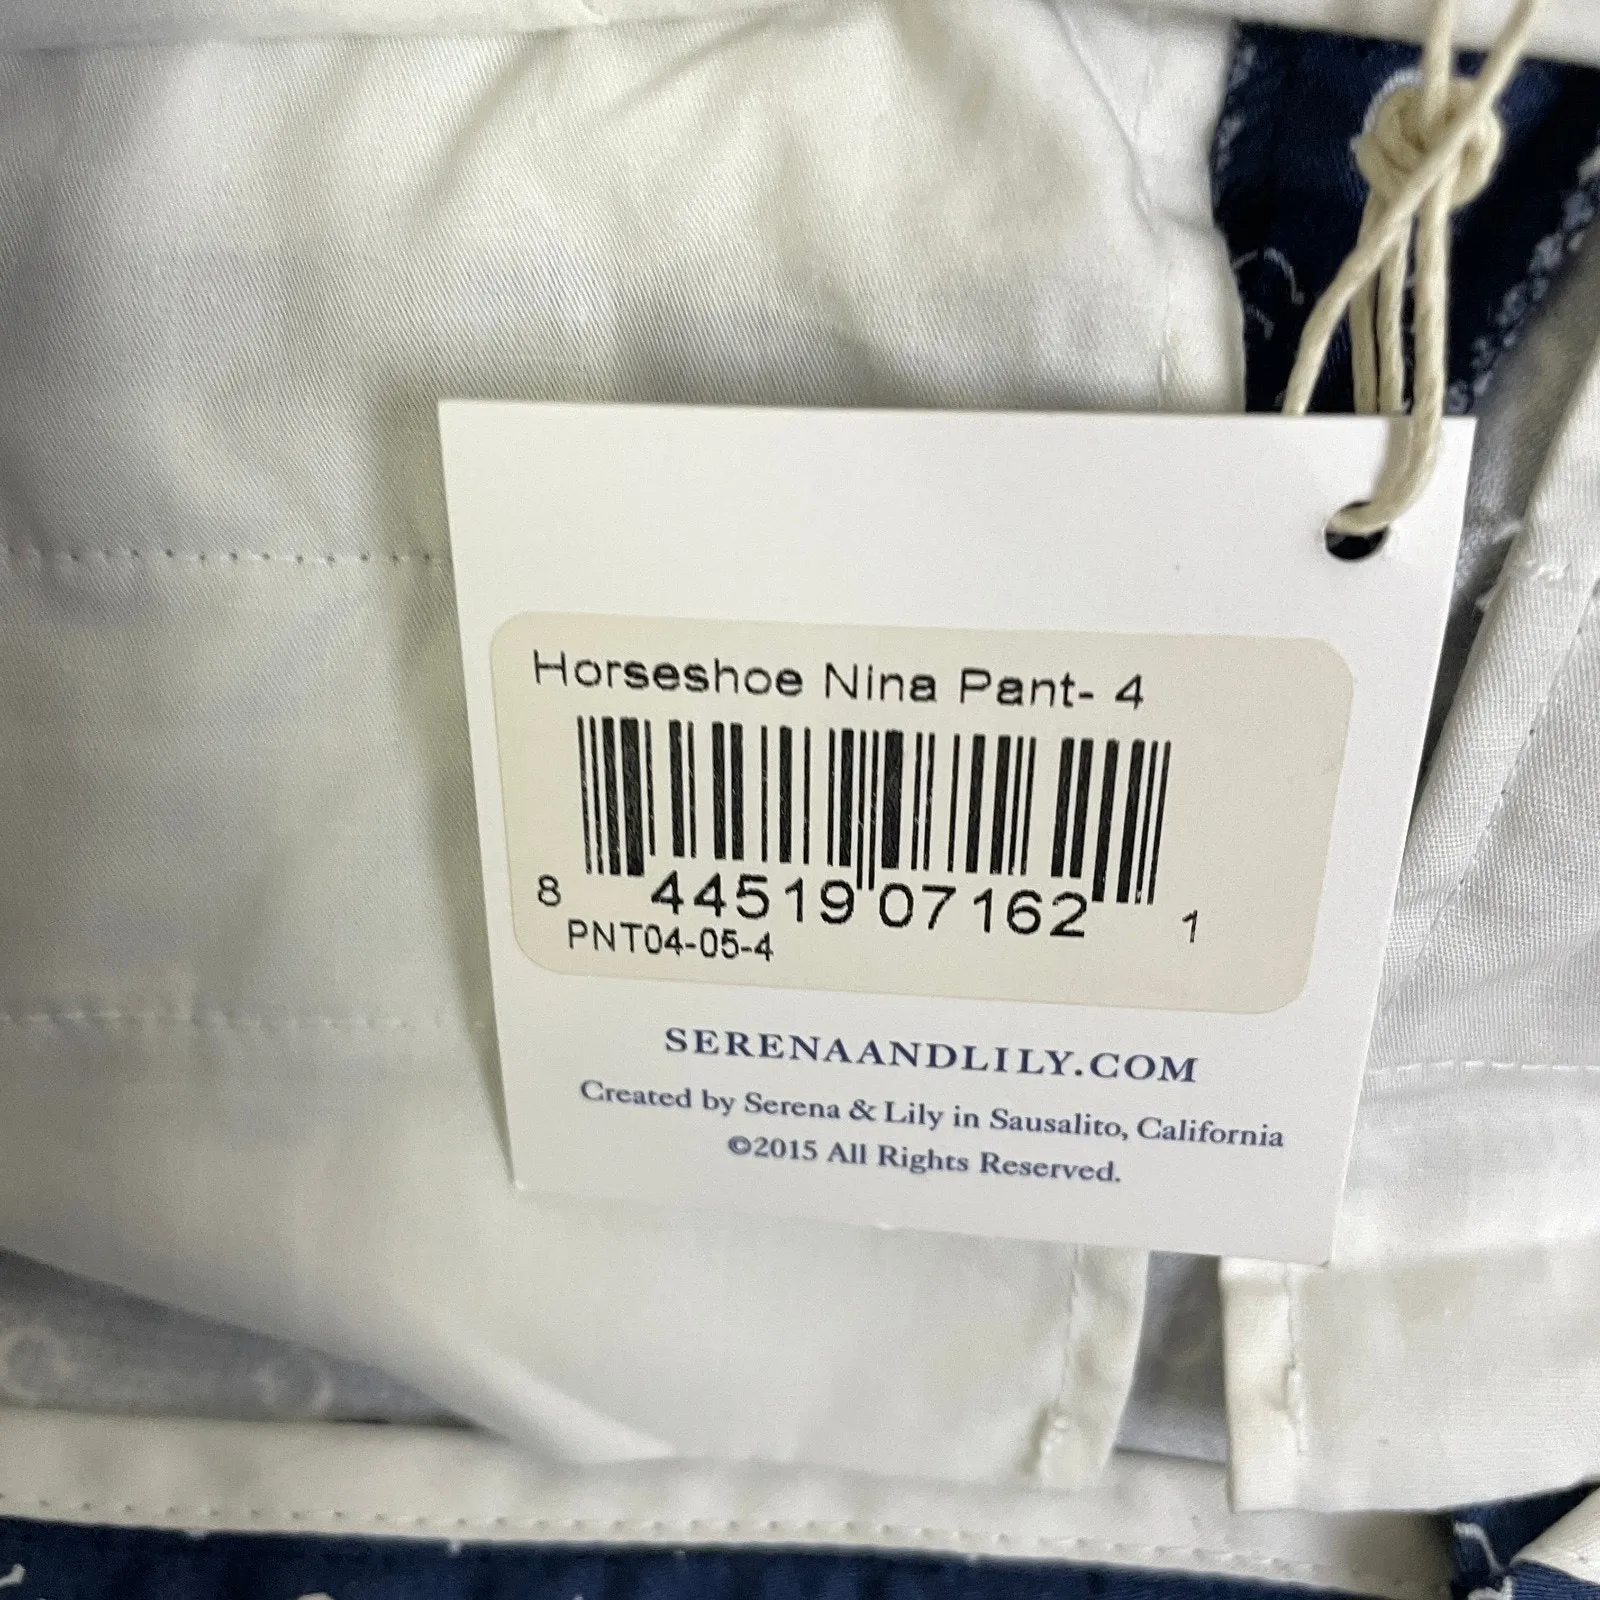 Horseshoe Nina Pant- 4
8 44519 07162 1
PNT04-05-4
SERENAANDLILY.COM
Created by Serena & Lily in Sausalito, California
©2015 All Rights Reserved.